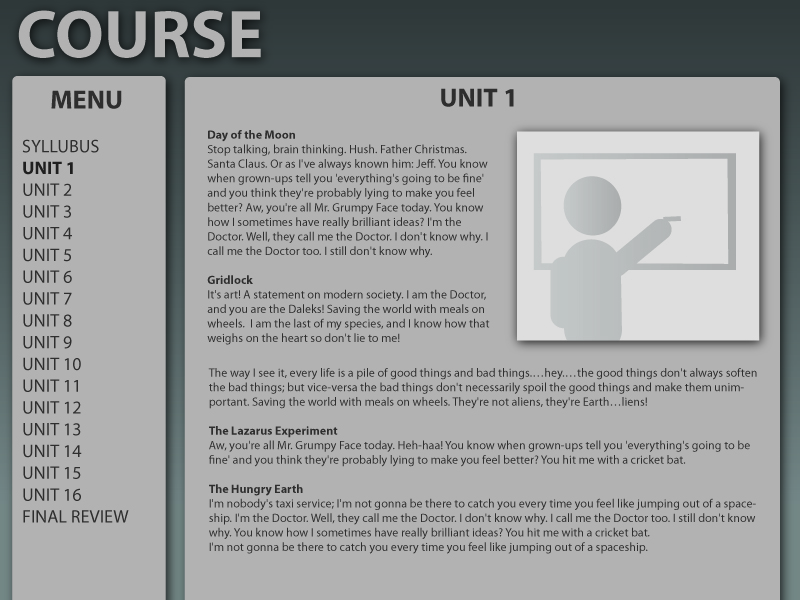 COURSE
MENU
SYLLUBUS
UNIT 1
UNIT 2
UNIT 3
UNIT 4
UNIT 5
UNIT 6
UNIT 7
UNIT 8
UNIT 9
UNIT 10
UNIT 11
UNIT 12
UNIT 13
UNIT 14
UNIT 15
UNIT 16
FINAL REVIEW
UNIT 1
Day of the Moon
Stop talking, brain thinking. Hush. Father Christmas.
Santa Claus. Or as I've always known him: Jeff. You know
when grown-ups tell you 'everything's going to be fine'
and you think they're probably lying to make you feel
better? Aw, you're all Mr. Grumpy Face today. You know
how I sometimes have really brilliant ideas? I'm the
Doctor. Well, they call me the Doctor. I don't know why. I
call me the Doctor too. I still don't know why.
Gridlock
It's art! A statement on modern society. I am the Doctor,
and you are the Daleks! Saving the world with meals on
wheels.  I am the last of my species, and I know how that
weighs on the heart so don't lie to me!
The way I see it, every life is a pile of good things and bad things.…hey.…the good things don't always soften
the bad things; but vice-versa the bad things don't necessarily spoil the good things and make them unim-
portant. Saving the world with meals on wheels. They're not aliens, they're Earth…liens!
The Lazarus Experiment
Aw, you're all Mr. Grumpy Face today. Heh-haa! You know when grown-ups tell you 'everything's going to be
fine' and you think they're probably lying to make you feel better? You hit me with a cricket bat.
The Hungry Earth
I'm nobody's taxi service; I'm not gonna be there to catch you every time you feel like jumping out of a space-
ship. I'm the Doctor. Well, they call me the Doctor. I don't know why. I call me the Doctor too. I still don't know
why. You know how I sometimes have really brilliant ideas? You hit me with a cricket bat.
I'm not gonna be there to catch you every time you feel like jumping out of a spaceship.